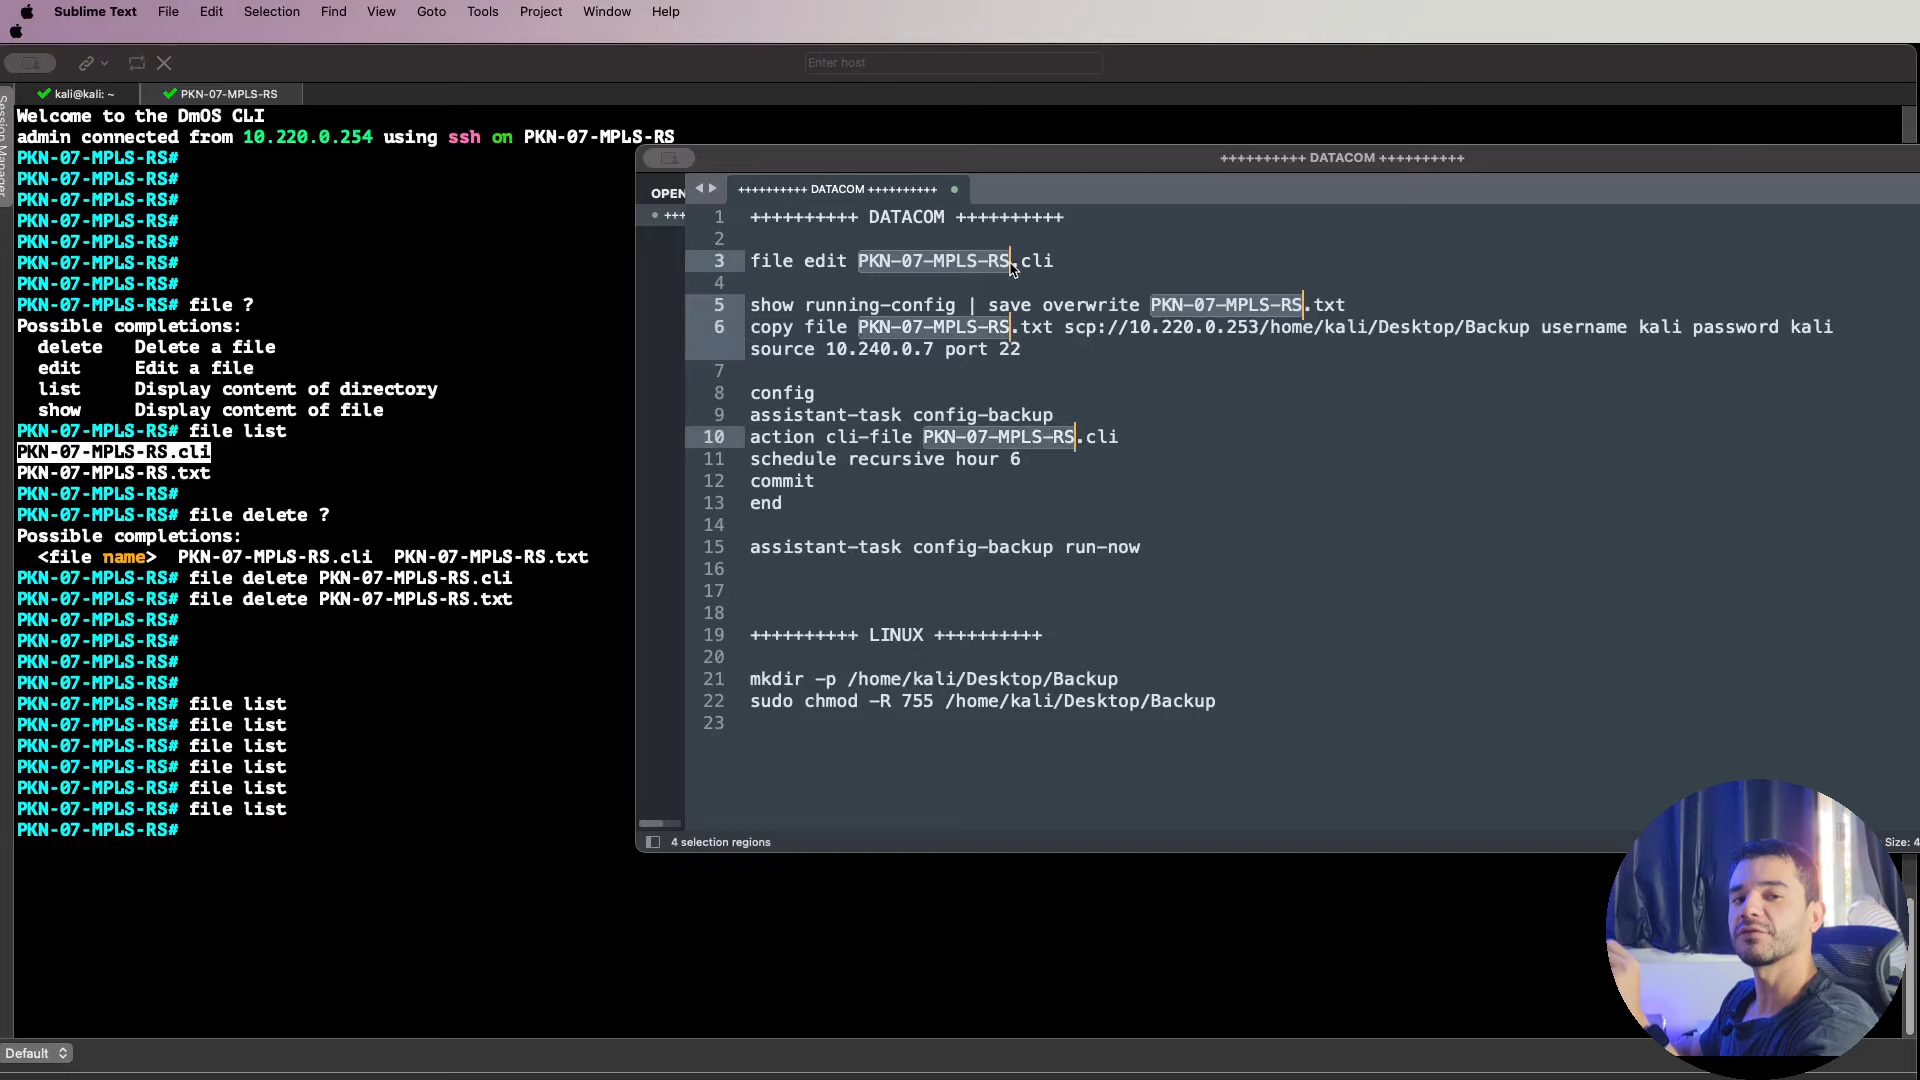 Sublime Text File Edit Selection Find View Goto Tools Project Window Help
Enter host
kali@kali: ~ PKN-07-MPLS-RS
Session Manager
Welcome to the DmOS CLI
admin connected from 10.220.0.254 using ssh on PKN-07-MPLS-RS
PKN-07-MPLS-RS#
PKN-07-MPLS-RS#
PKN-07-MPLS-RS#
PKN-07-MPLS-RS#
PKN-07-MPLS-RS#
PKN-07-MPLS-RS#
PKN-07-MPLS-RS#
PKN-07-MPLS-RS# file ?
Possible completions:
delete Delete a file
edit Edit a file
list Display content of directory
show Display content of file
PKN-07-MPLS-RS# file list
PKN-07-MPLS-RS.cli
PKN-07-MPLS-RS.txt
PKN-07-MPLS-RS#
PKN-07-MPLS-RS# file delete ?
Possible completions:
<file name> PKN-07-MPLS-RS.cli PKN-07-MPLS-RS.txt
PKN-07-MPLS-RS# file delete PKN-07-MPLS-RS.cli
PKN-07-MPLS-RS# file delete PKN-07-MPLS-RS.txt
PKN-07-MPLS-RS#
PKN-07-MPLS-RS#
PKN-07-MPLS-RS#
PKN-07-MPLS-RS#
PKN-07-MPLS-RS# file list
PKN-07-MPLS-RS# file list
PKN-07-MPLS-RS# file list
PKN-07-MPLS-RS# file list
PKN-07-MPLS-RS# file list
PKN-07-MPLS-RS# file list
PKN-07-MPLS-RS#
Default
++++++++++ DATACOM ++++++++++
OPEN
+++
++++++++++ DATACOM ++++++++++
1 ++++++++++ DATACOM ++++++++++
2
3 file edit PKN-07-MPLS-RS.cli
4
5 show running-config | save overwrite PKN-07-MPLS-RS.txt
6 copy file PKN-07-MPLS-RS.txt scp://10.220.0.253/home/kali/Desktop/Backup username kali password kali
source 10.240.0.7 port 22
7
8 config
9 assistant-task config-backup
10 action cli-file PKN-07-MPLS-RS.cli
11 schedule recursive hour 6
12 commit
13 end
14
15 assistant-task config-backup run-now
16
17
18
19 ++++++++++ LINUX ++++++++++
20
21 mkdir -p /home/kali/Desktop/Backup
22 sudo chmod -R 755 /home/kali/Desktop/Backup
23
4 selection regions
Size: 4